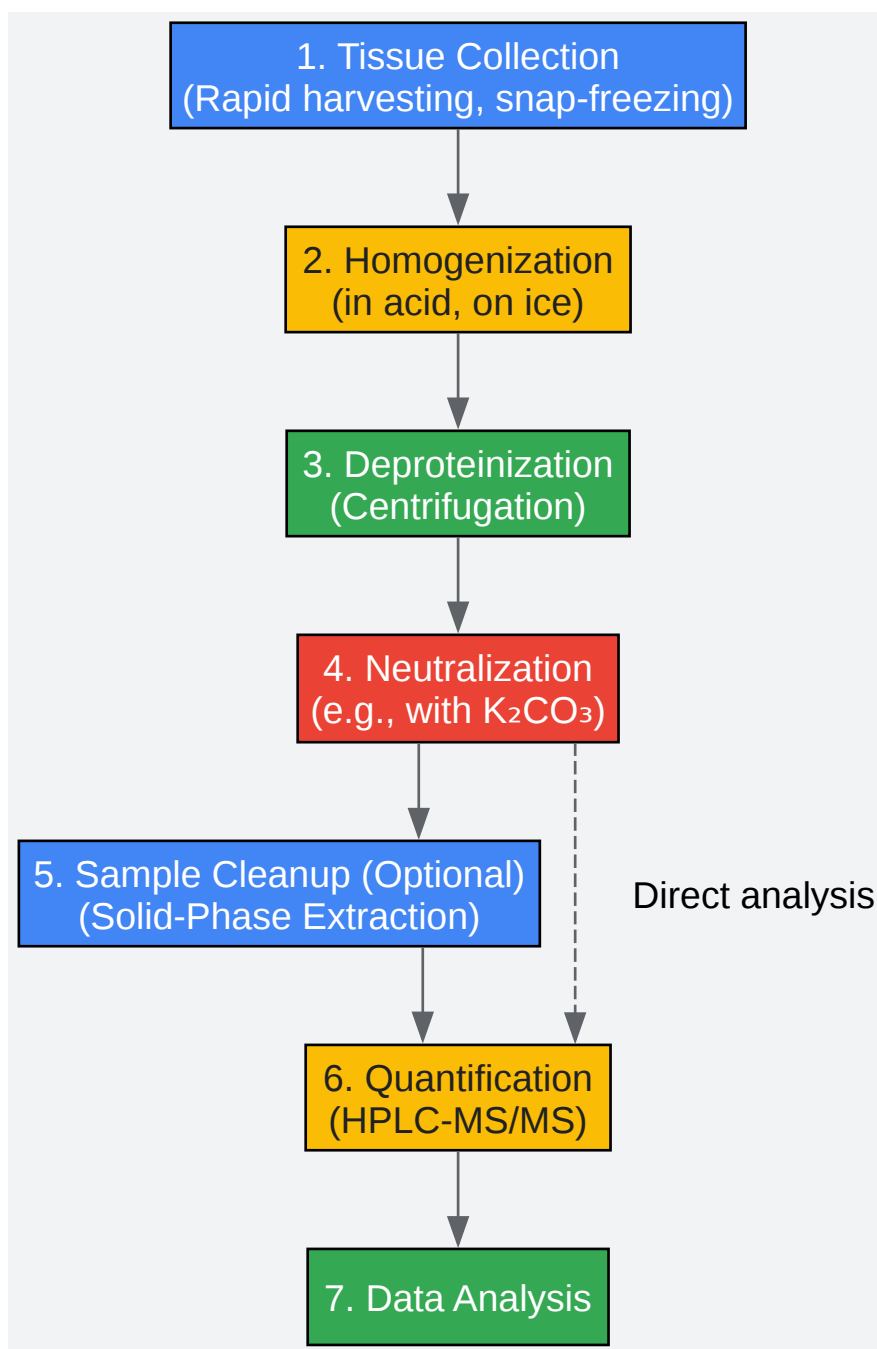 1. Tissue Collection
(Rapid harvesting, snap-freezing)
2. Homogenization
(in acid, on ice)
3. Deproteinization
(Centrifugation)
4. Neutralization
(e.g., with K₂CO₃)
5. Sample Cleanup (Optional)
(Solid-Phase Extraction)
Direct analysis
6. Quantification
(HPLC-MS/MS)
7. Data Analysis